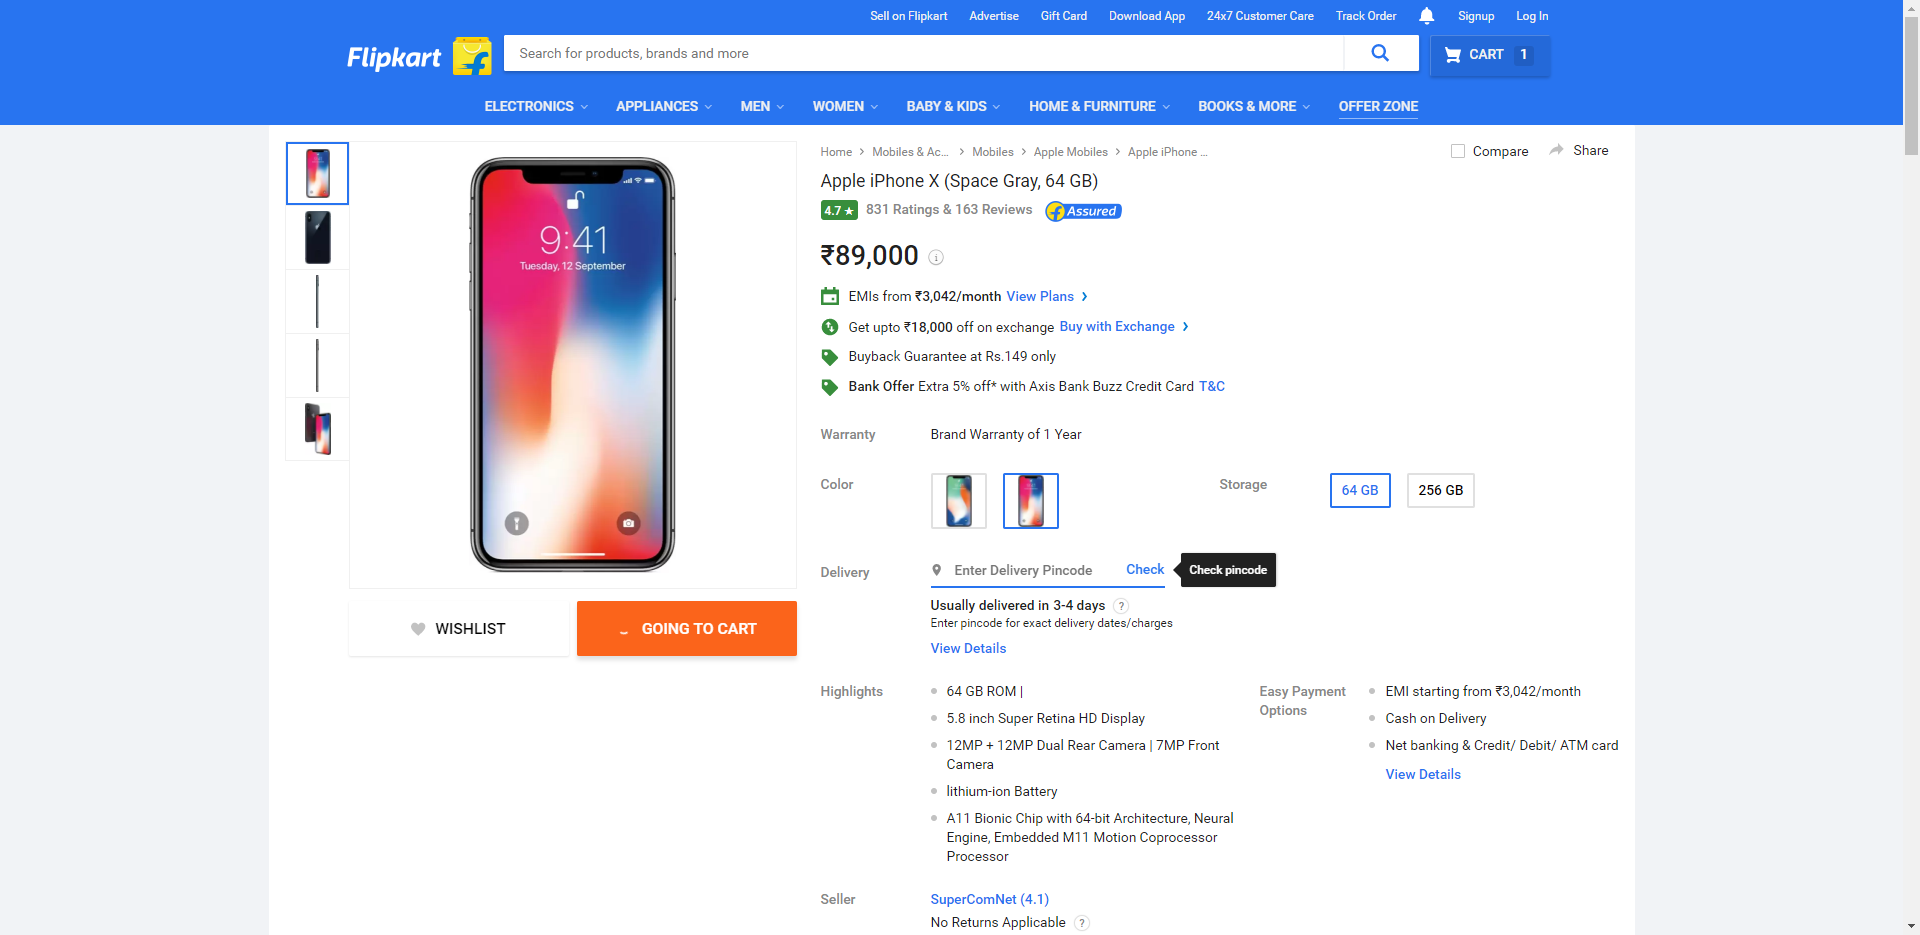 Sell on Flipkart Advertise Gift Card Download App 24x7 Customer Care Track Order Signup Log In
Flipkart Search for products, brands and more CART 1
ELECTRONICS APPLIANCES MEN WOMEN BABY & KIDS HOME & FURNITURE BOOKS & MORE OFFER ZONE
Home > Mobiles & Ac... > Mobiles > Apple Mobiles > Apple iPhone ...
Compare Share
Apple iPhone X (Space Gray, 64 GB)
4.7 ★ 831 Ratings & 163 Reviews Assured
₹89,000
9:41
Tuesday, 12 September
EMIs from ₹3,042/month View Plans >
Get upto ₹18,000 off on exchange Buy with Exchange >
Buyback Guarantee at Rs.149 only
Bank Offer Extra 5% off* with Axis Bank Buzz Credit Card T&C
Warranty Brand Warranty of 1 Year
Color
Storage 64 GB 256 GB
Delivery Enter Delivery Pincode Check Check pincode
Usually delivered in 3-4 days ?
Enter pincode for exact delivery dates/charges
View Details
WISHLIST GOING TO CART
Highlights
64 GB ROM |
5.8 inch Super Retina HD Display
12MP + 12MP Dual Rear Camera | 7MP Front
Camera
lithium-ion Battery
A11 Bionic Chip with 64-bit Architecture, Neural
Engine, Embedded M11 Motion Coprocessor
Processor
Easy Payment
Options
EMI starting from ₹3,042/month
Cash on Delivery
Net banking & Credit/ Debit/ ATM card
View Details
Seller SuperComNet (4.1)
No Returns Applicable ?